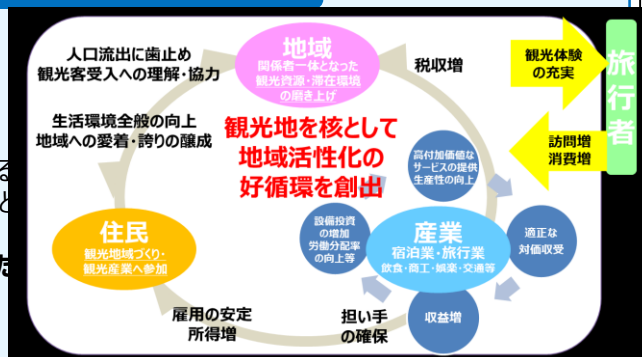 人口流出に歯止め
観光客受入への理解・協力
地域
関係者一体となった
観光資源・滞在環境
の磨き上げ
税収増
観光体験
の充実
旅行者
訪問増
消費増
生活環境全般の向上
地域への愛着・誇りの醸成
観光地を核として
地域活性化の
好循環を創出
高付加価値な
サービスの提供
生産性の向上
る
と
た
住民
観光地域づくり・
観光産業へ参加
設備投資
の増加
労働分配率
の向上等
産業
宿泊業・旅行業
飲食・商工・娯楽・交通等
適正な
対価収受
雇用の安定
所得増
担い手
の確保
収益増